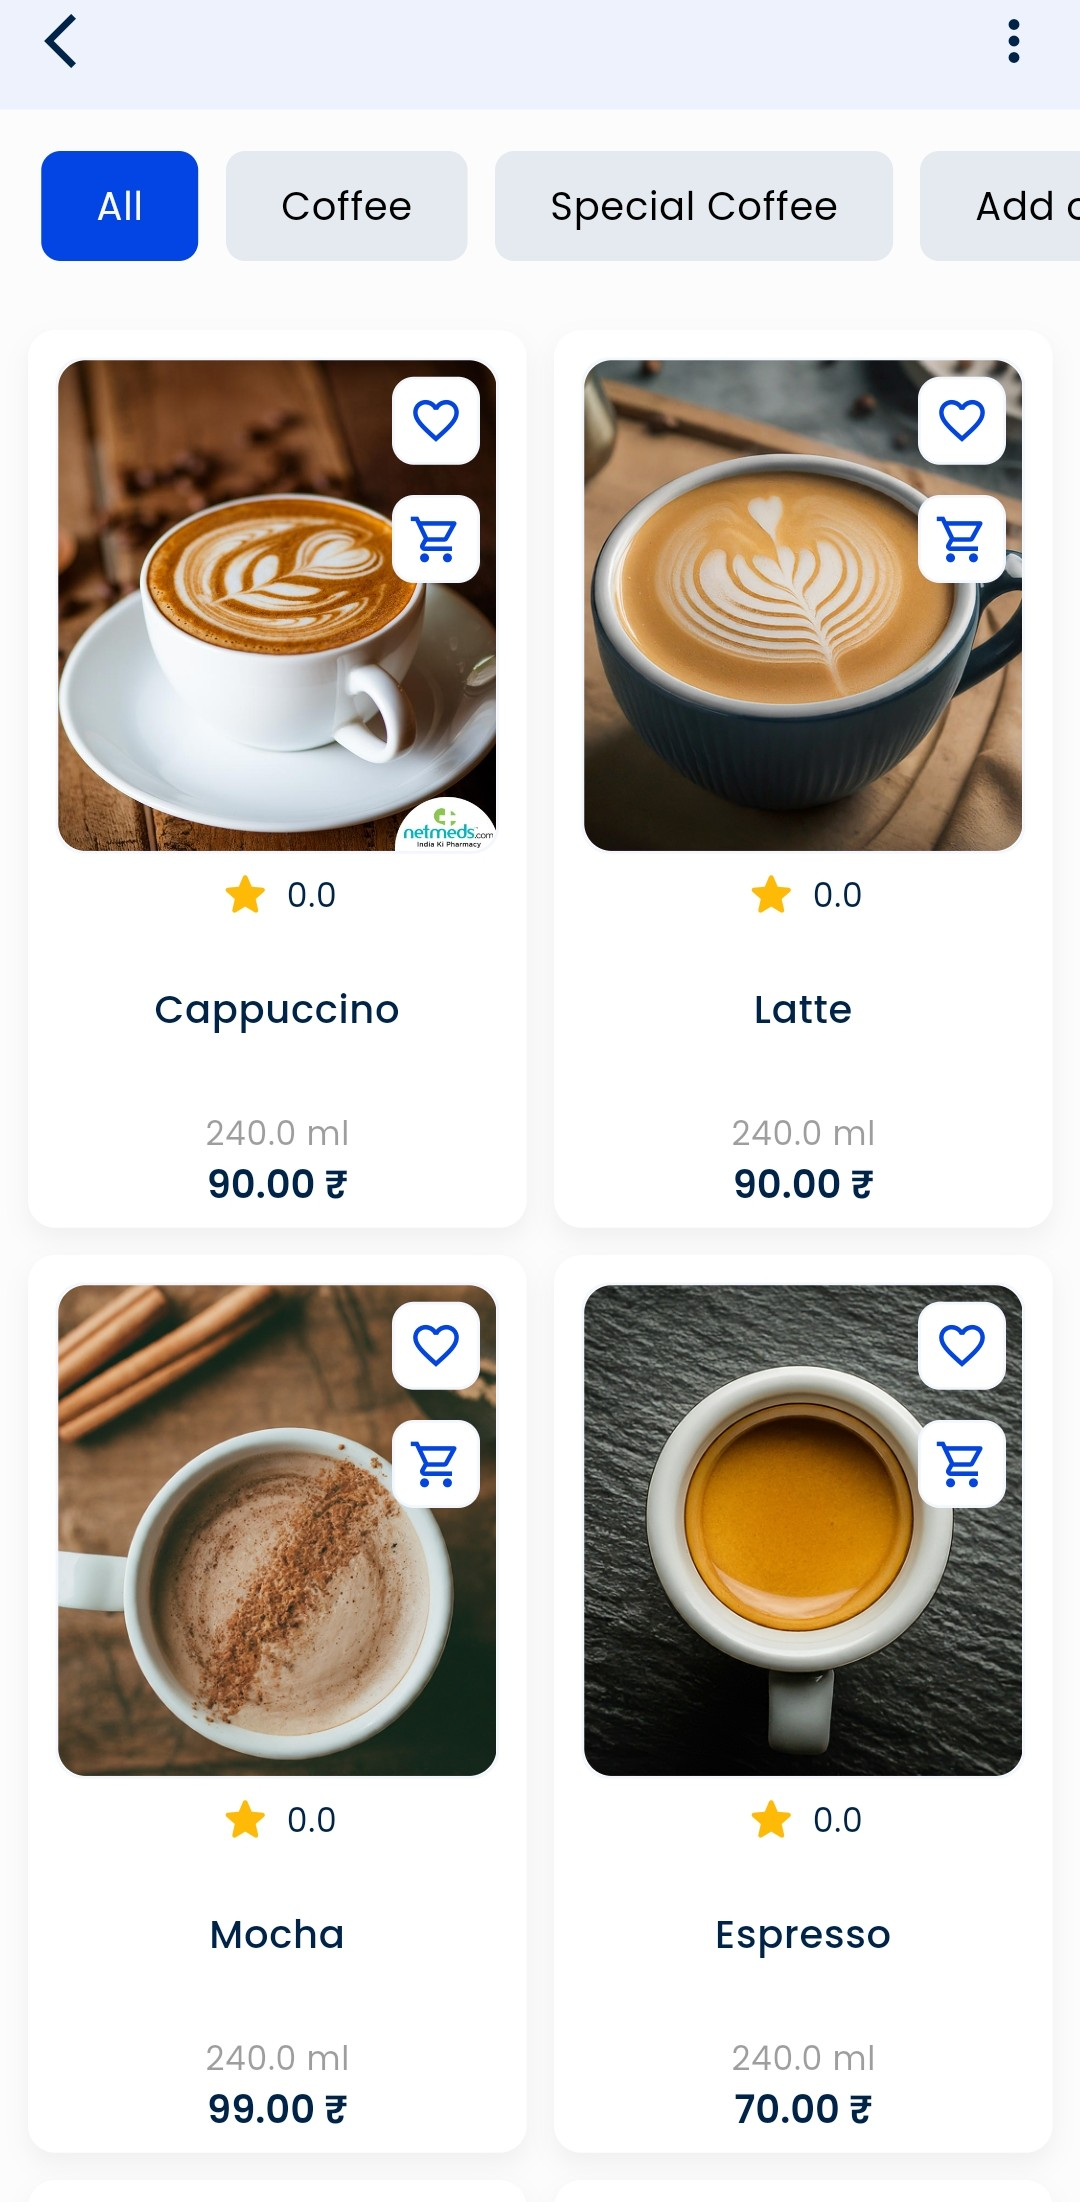 All
Coffee
Special Coffee
Add
netmeds.com
India Ki Pharmacy
0.0
0.0
Cappuccino
Latte
240.0 ml
240.0 ml
90.00 ₹
90.00 ₹
0.0
0.0
Mocha
Espresso
240.0 ml
240.0 ml
99.00 ₹
70.00 ₹